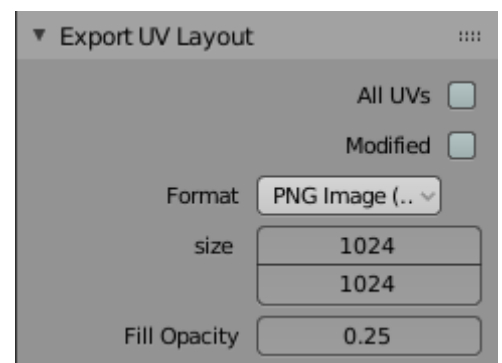 Export UV Layout
All UVs
Modified
Format PNG Image (..
size 1024
1024
Fill Opacity 0.25